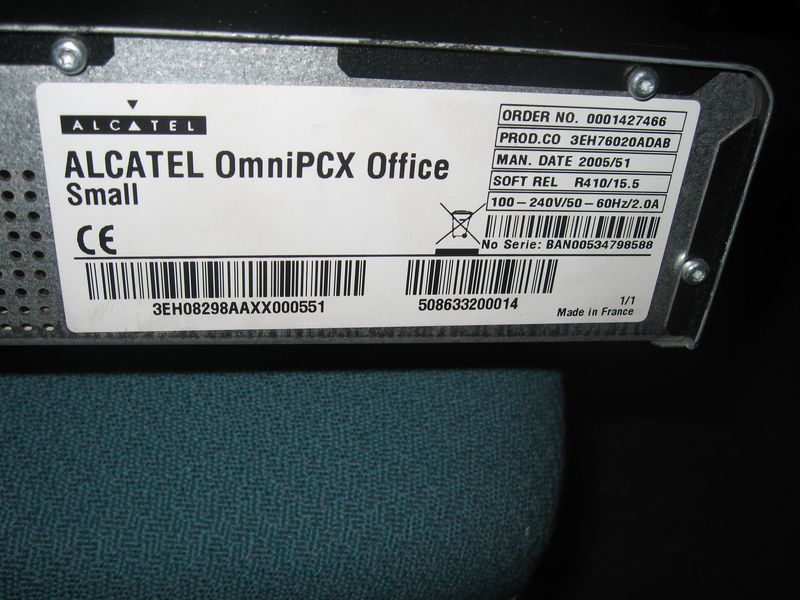 ALCATEL
ALCATEL OmniPCX Office
Small
ORDER NO. 0001427466
PROD.CO 3EH76020ADAB
MAN. DATE 2005/51
SOFT REL R410/15.5
100-240V/50-60Hz/2.0A
CE
No Serie: BAN00534798588
3EH08298AAXX000551
508633200014
1/1
Made in France